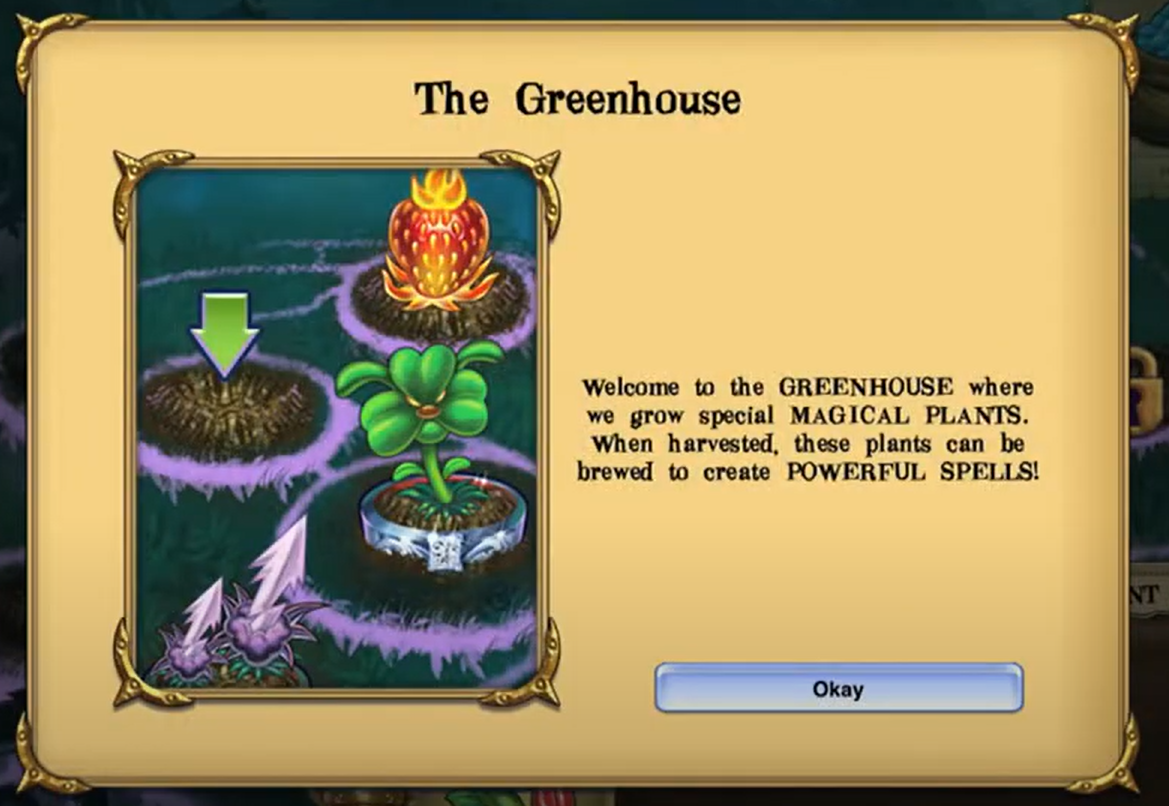 The Greenhouse
Welcome to the GREENHOUSE where
we grow special MAGICAL PLANTS.
When harvested, these plants can be
brewed to create POWERFUL SPELLS!
NT
Okay